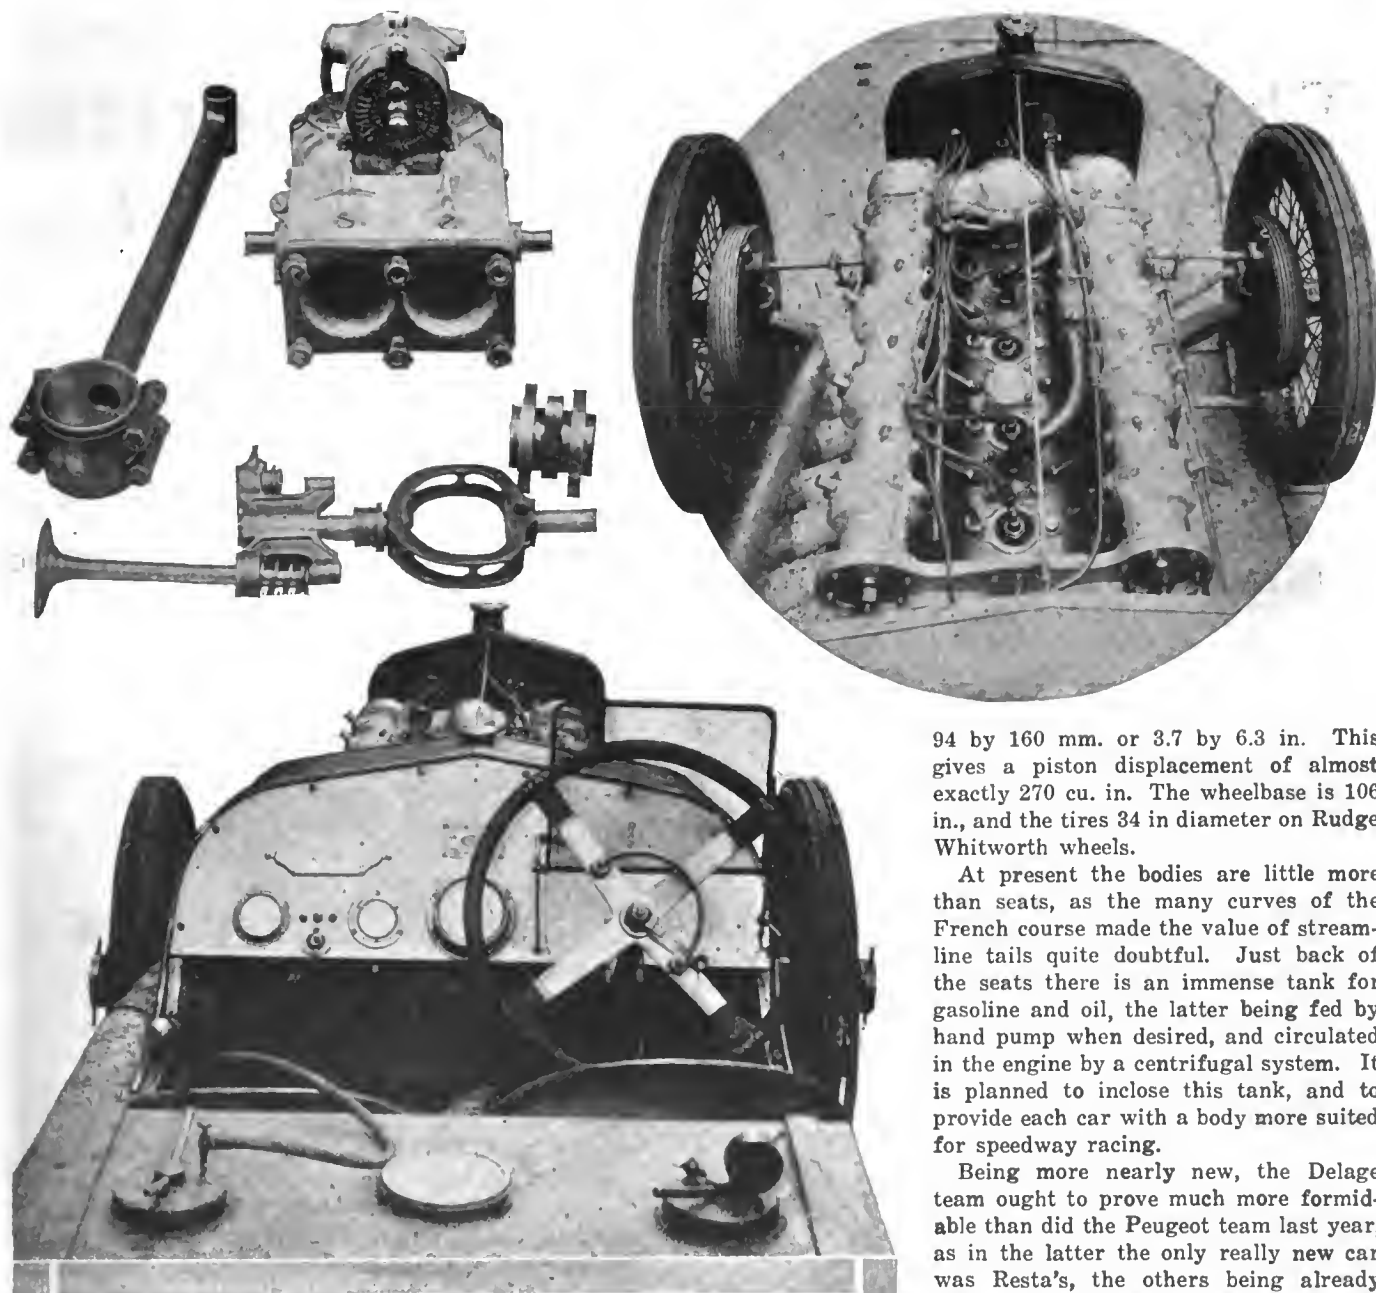 94 by 160 mm. or 3.7 by 6.3 in. This
gives a piston displacement of almost
exactly 270 cu. in. The wheelbase is 106
in., and the tires 34 in diameter on Rudge
Whitworth wheels.
At present the bodies are little more
than seats, as the many curves of the
French course made the value of stream-
line tails quite doubtful. Just back of
the seats there is an immense tank for
gasoline and oil, the latter being fed by
hand pump when desired, and circulated
in the engine by a centrifugal system. It
is planned to inclose this tank, and to
provide each car with a body more suited
for speedway racing.
Being more nearly new, the Delage
team ought to prove much more formid-
able than did the Peugeot team last year,
as in the latter the only really new car
was Resta's, the others being already